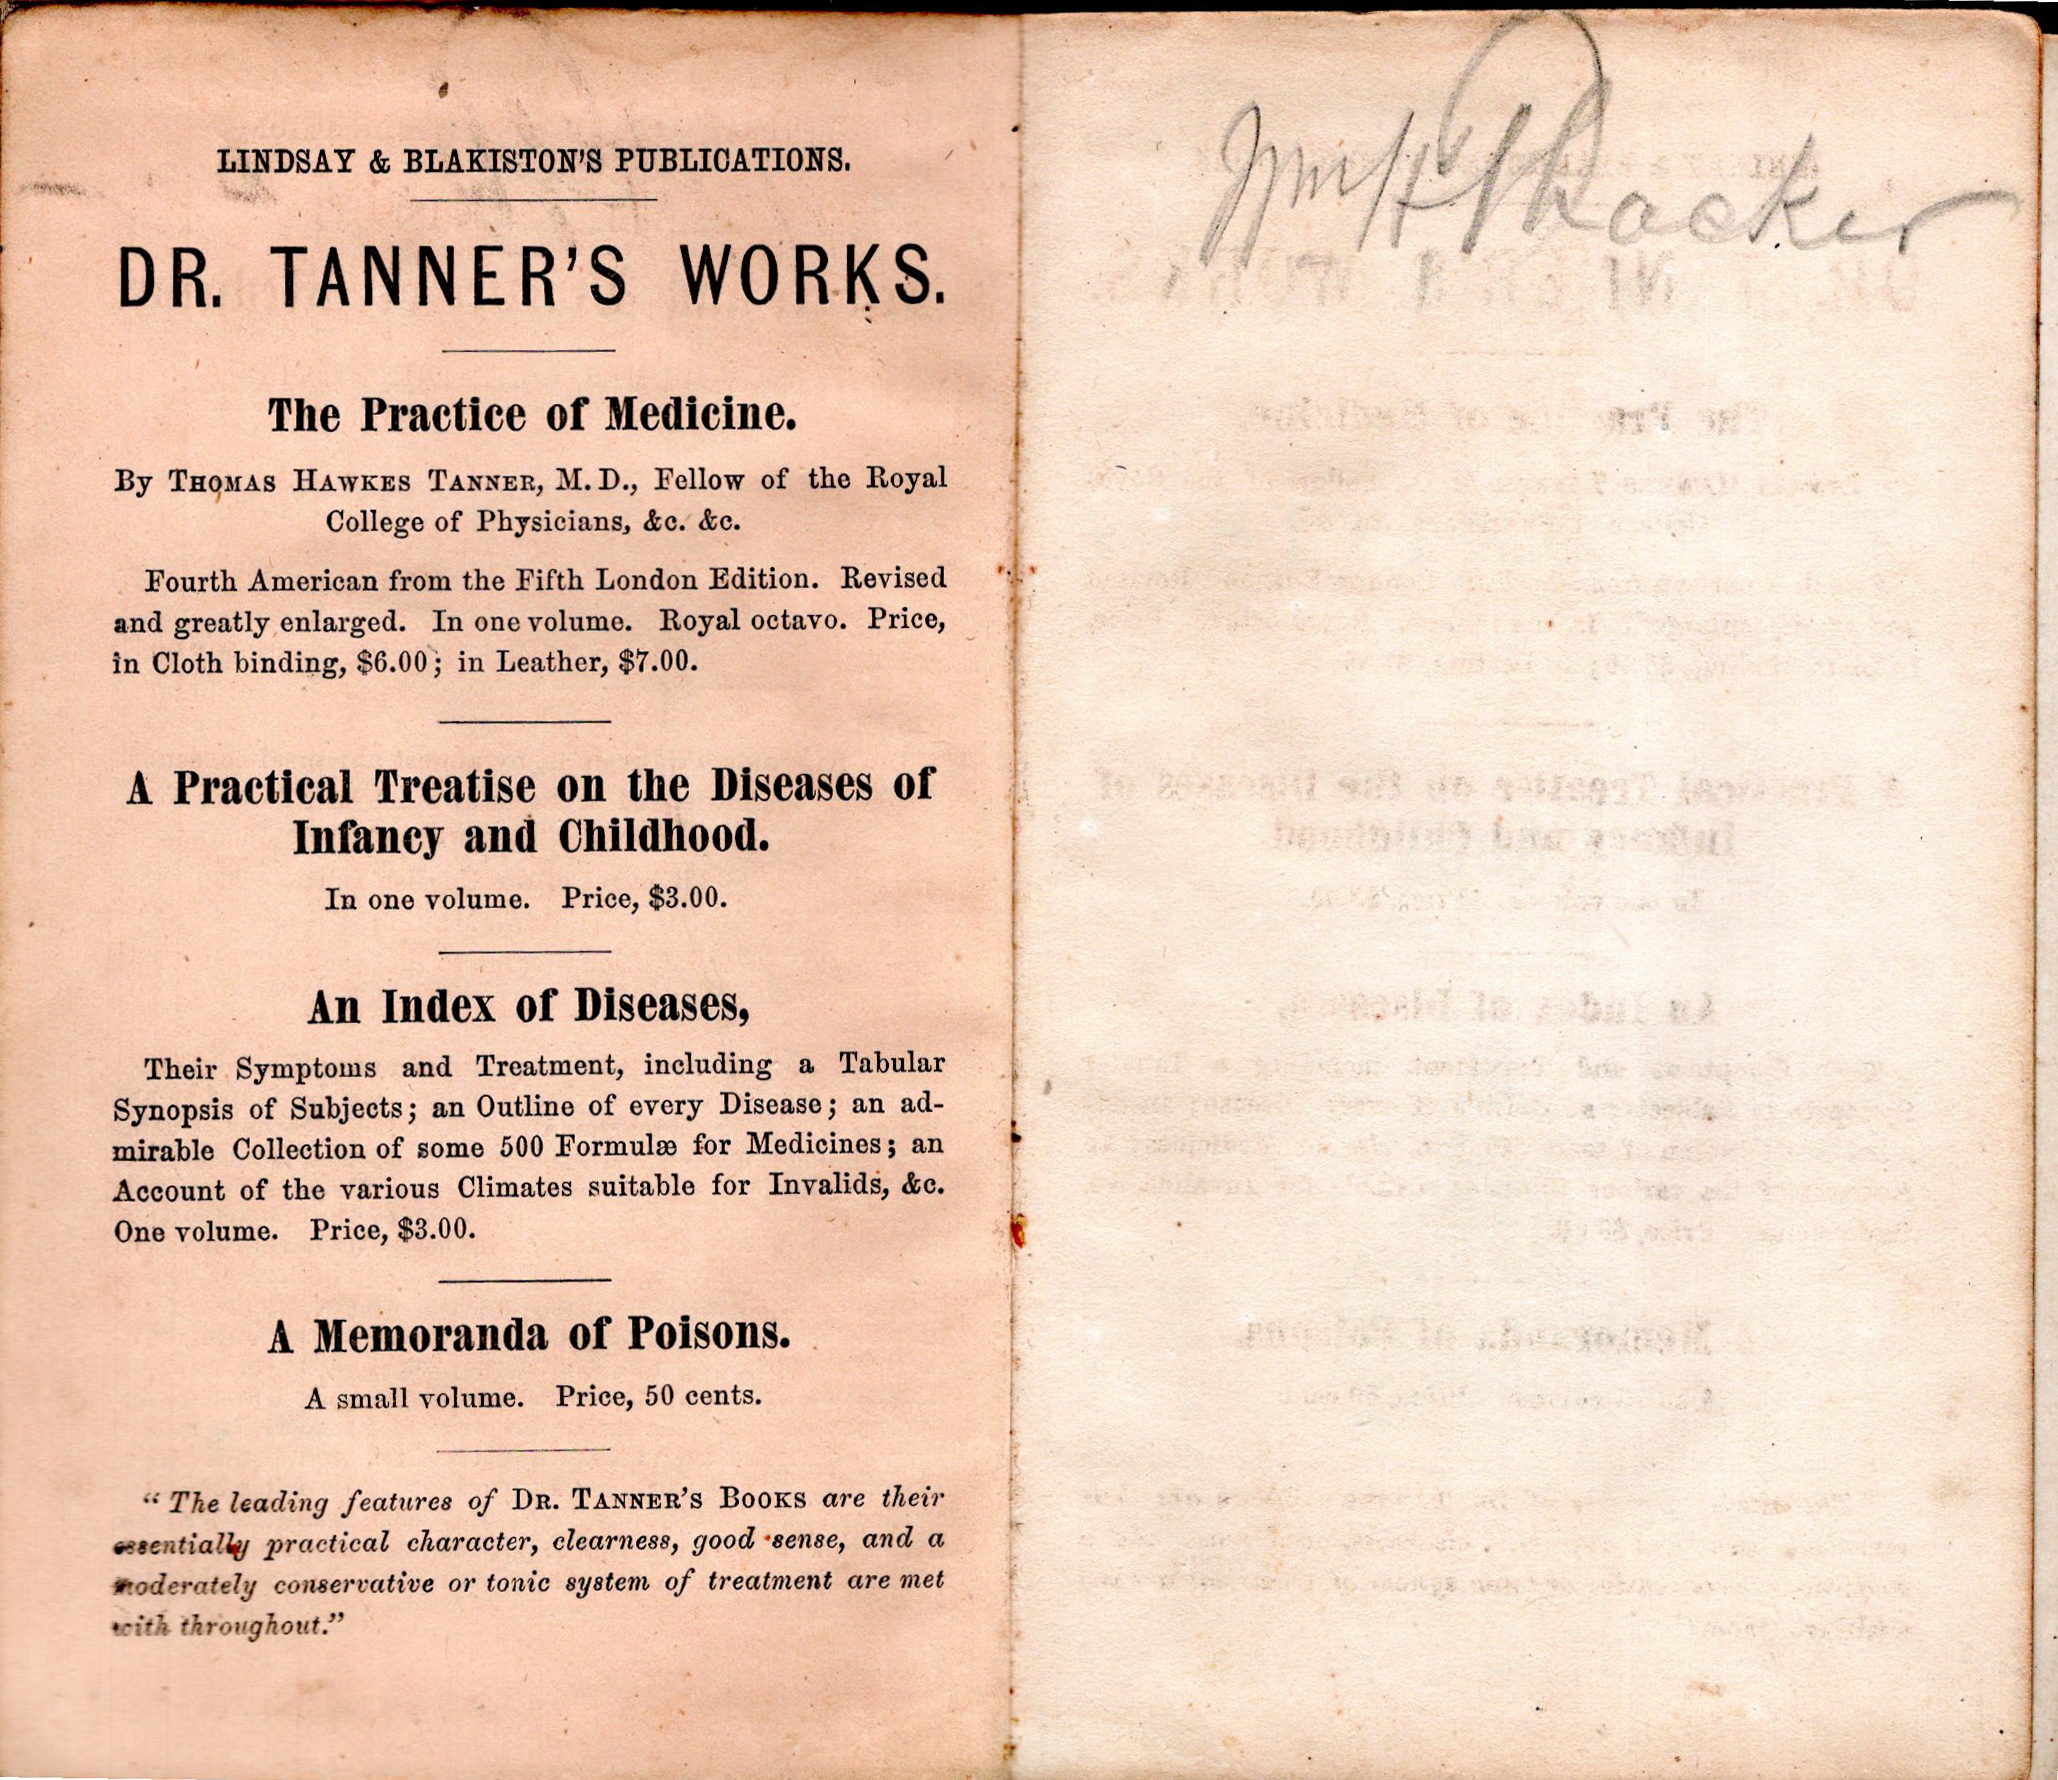 LINDSAY & BLAKISTON'S PUBLICATIONS.
DR. TANNER'S WORKS.
The Practice of Medicine.
By THOMAS HAWKES TANNER, M. D., Fellow of the Royal
College of Physicians, &c. &c.
Fourth American from the Fifth London Edition. Revised
and greatly enlarged. In one volume. Royal octavo. Price,
in Cloth binding, $6.00; in Leather, $7.00.
A Practical Treatise on the Diseases of
Infancy and Childhood.
In one volume. Price, $3.00.
An Index of Diseases,
Their Symptoms and Treatment, including a Tabular
Synopsis of Subjects; an Outline of every Disease; an ad-
mirable Collection of some 500 Formulæ for Medicines; an
Account of the various Climates suitable for Invalids, &c.
One volume. Price, $3.00.
A Memoranda of Poisons.
A small volume. Price, 50 cents.
"The leading features of DR. TANNER'S BOOKS are their
essentially practical character, clearness, good sense, and a
moderately conservative or tonic system of treatment are met
with throughout."
Wm H Thacker